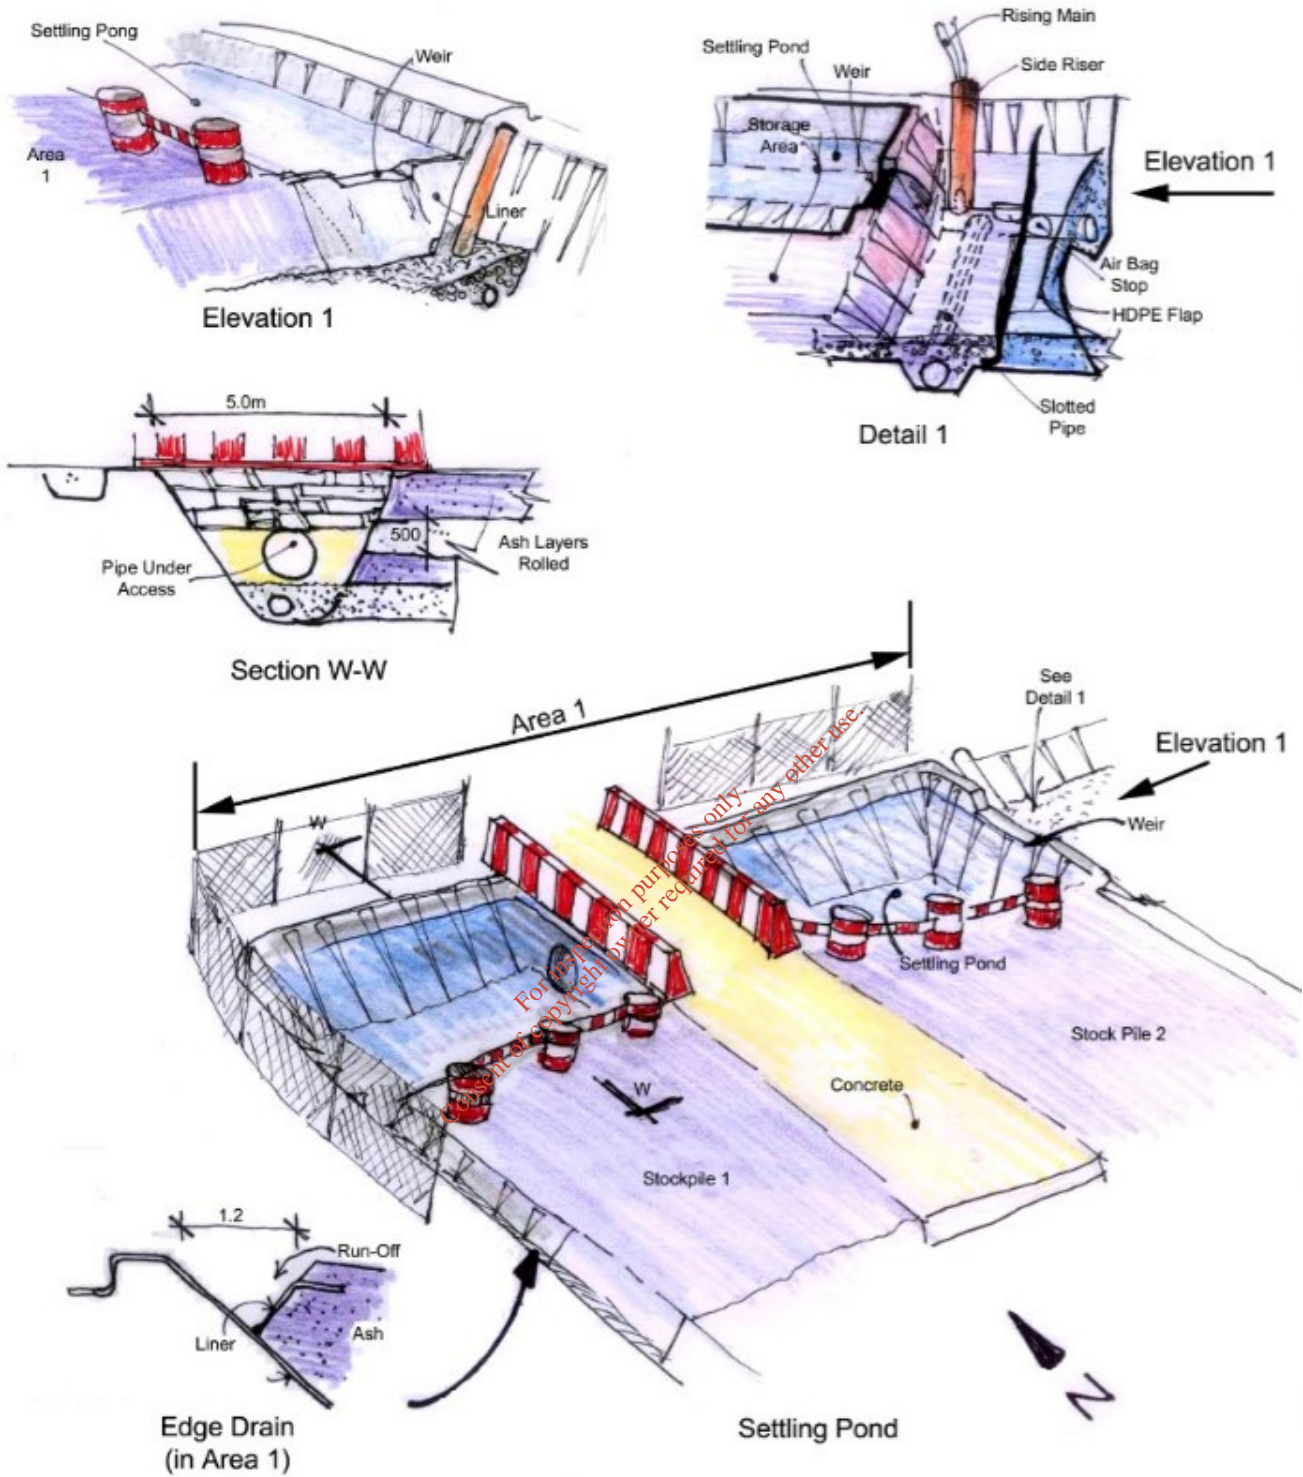 Settling Pong
Weir
Area
1
Liner
Elevation 1
Rising Main
Settling Pond
Weir
Side Riser
Storage
Area
Elevation 1
Air Bag
Stop
HDPE Flap
Slotted
Pipe
Detail 1
5.0m
500
Ash Layers
Rolled
Pipe Under
Access
Section W-W
Area 1
See
Detail 1
Elevation 1
Weir
W
Settling Pond
Stock Pile 2
Concrete
W
Stockpile 1
For inspection purposes only.
Consent of copyright owner required for any other use.
1.2
Run-Off
Liner
Ash
Edge Drain
(in Area 1)
Settling Pond
N